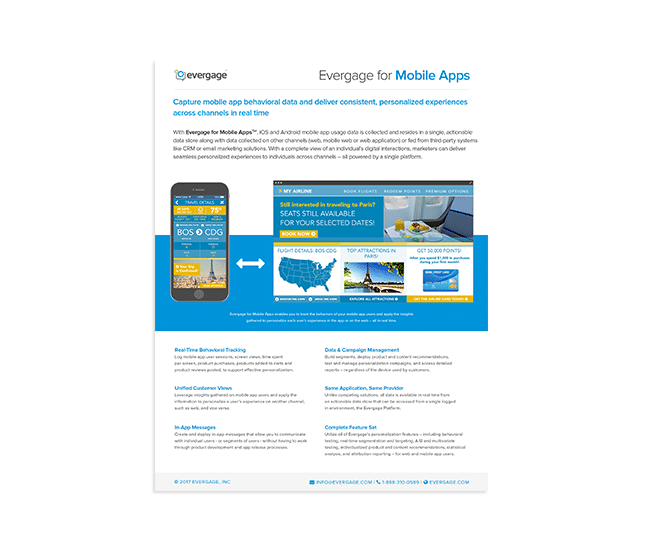 evergage
Evergage for Mobile Apps
Capture mobile app behavioral data and deliver consistent, personalized experiences
across channels in real time
With Evergage for Mobile Apps™, iOS and Android mobile app usage data is collected and resides in a single, actionable
data store along with data collected on other channels (web, mobile web or web application) or fed from third-party systems
like CRM or email marketing solutions. With a complete view of an individual's digital interactions, marketers can deliver
seamless personalized experiences to individuals across channels – all powered by a single platform.
TRAVEL DETAILS
75°
BOS CDG
MY AIRLINE
BOOK FLIGHTS REDEEM POINTS PREMIUM OPTIONS
Still interested in traveling to Paris?
SEATS STILL AVAILABLE
FOR YOUR SELECTED DATES!
BOOK NOW
FLIGHT DETAILS: BOS-CDG
TOP ATTRACTIONS IN
PARIS!
GET 50,000 POINTS!
When you spend $1,000 in purchases
during your first month!
EXPLORE ALL ATTRACTIONS
GET THE AIRLINE CARD TODAY!
Evergage for Mobile Apps enables you to track the behaviors of your mobile app users and apply the insights
gathered to personalize each user's experience in the app or on the web – all in real time.
Real-Time Behavioral Tracking
Log mobile app user sessions, screen views, time spent
per screen, product purchases, products added to carts and
product reviews posted, to support effective personalization.
Unified Customer Views
Leverage insights gathered on mobile app users and apply the
information to personalize a user's experience on another channel,
such as web, and vice versa.
In-App Messages
Create and deploy in-app messages that allow you to communicate
with individual users - or segments of users - without having to work
through product development and app release processes.
Data & Campaign Management
Build segments, deploy product and content recommendations,
test and manage personalization campaigns, and access detailed
reports – regardless of the device used by customers.
Same Application, Same Provider
Unlike competing solutions, all data is available in real time from
an actionable data store that can be accessed from a single logged
in environment, the Evergage Platform.
Complete Feature Set
Utilize all of Evergage's personalization features – including behavioral
testing, real-time segmentation and targeting, A/B and multivariate
testing, individualized product and content recommendations, statistical
analysis, and attribution reporting – for web and mobile app users.
© 2017 EVERGAGE, INC
INFO@EVERGAGE.COM | 1-888-310-0589 | EVERGAGE.COM